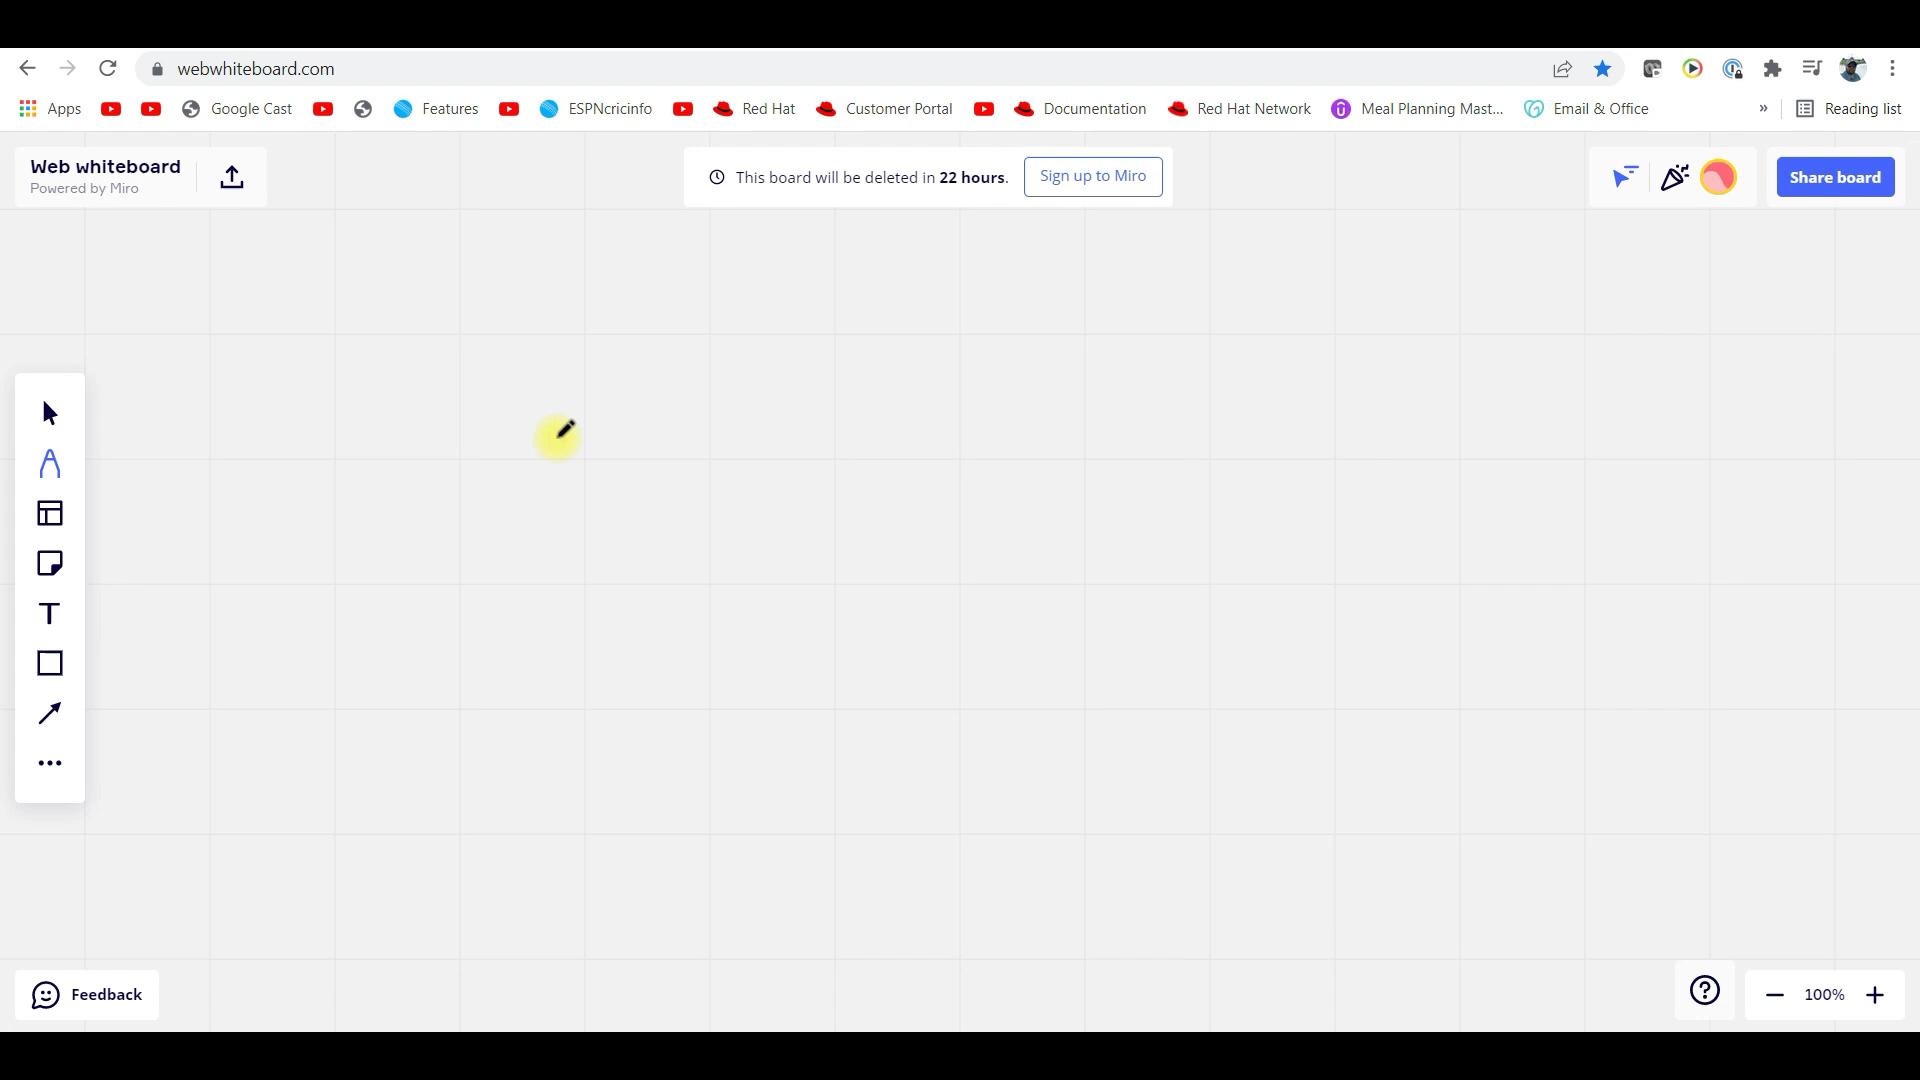 webwhiteboard.com
Apps Google Cast Features ESPNcricinfo Red Hat Customer Portal Documentation Red Hat Network Meal Planning Mast... Email & Office » Reading list
Web whiteboard
Powered by Miro
This board will be deleted in 22 hours. Sign up to Miro
Share board
T
Feedback
100%